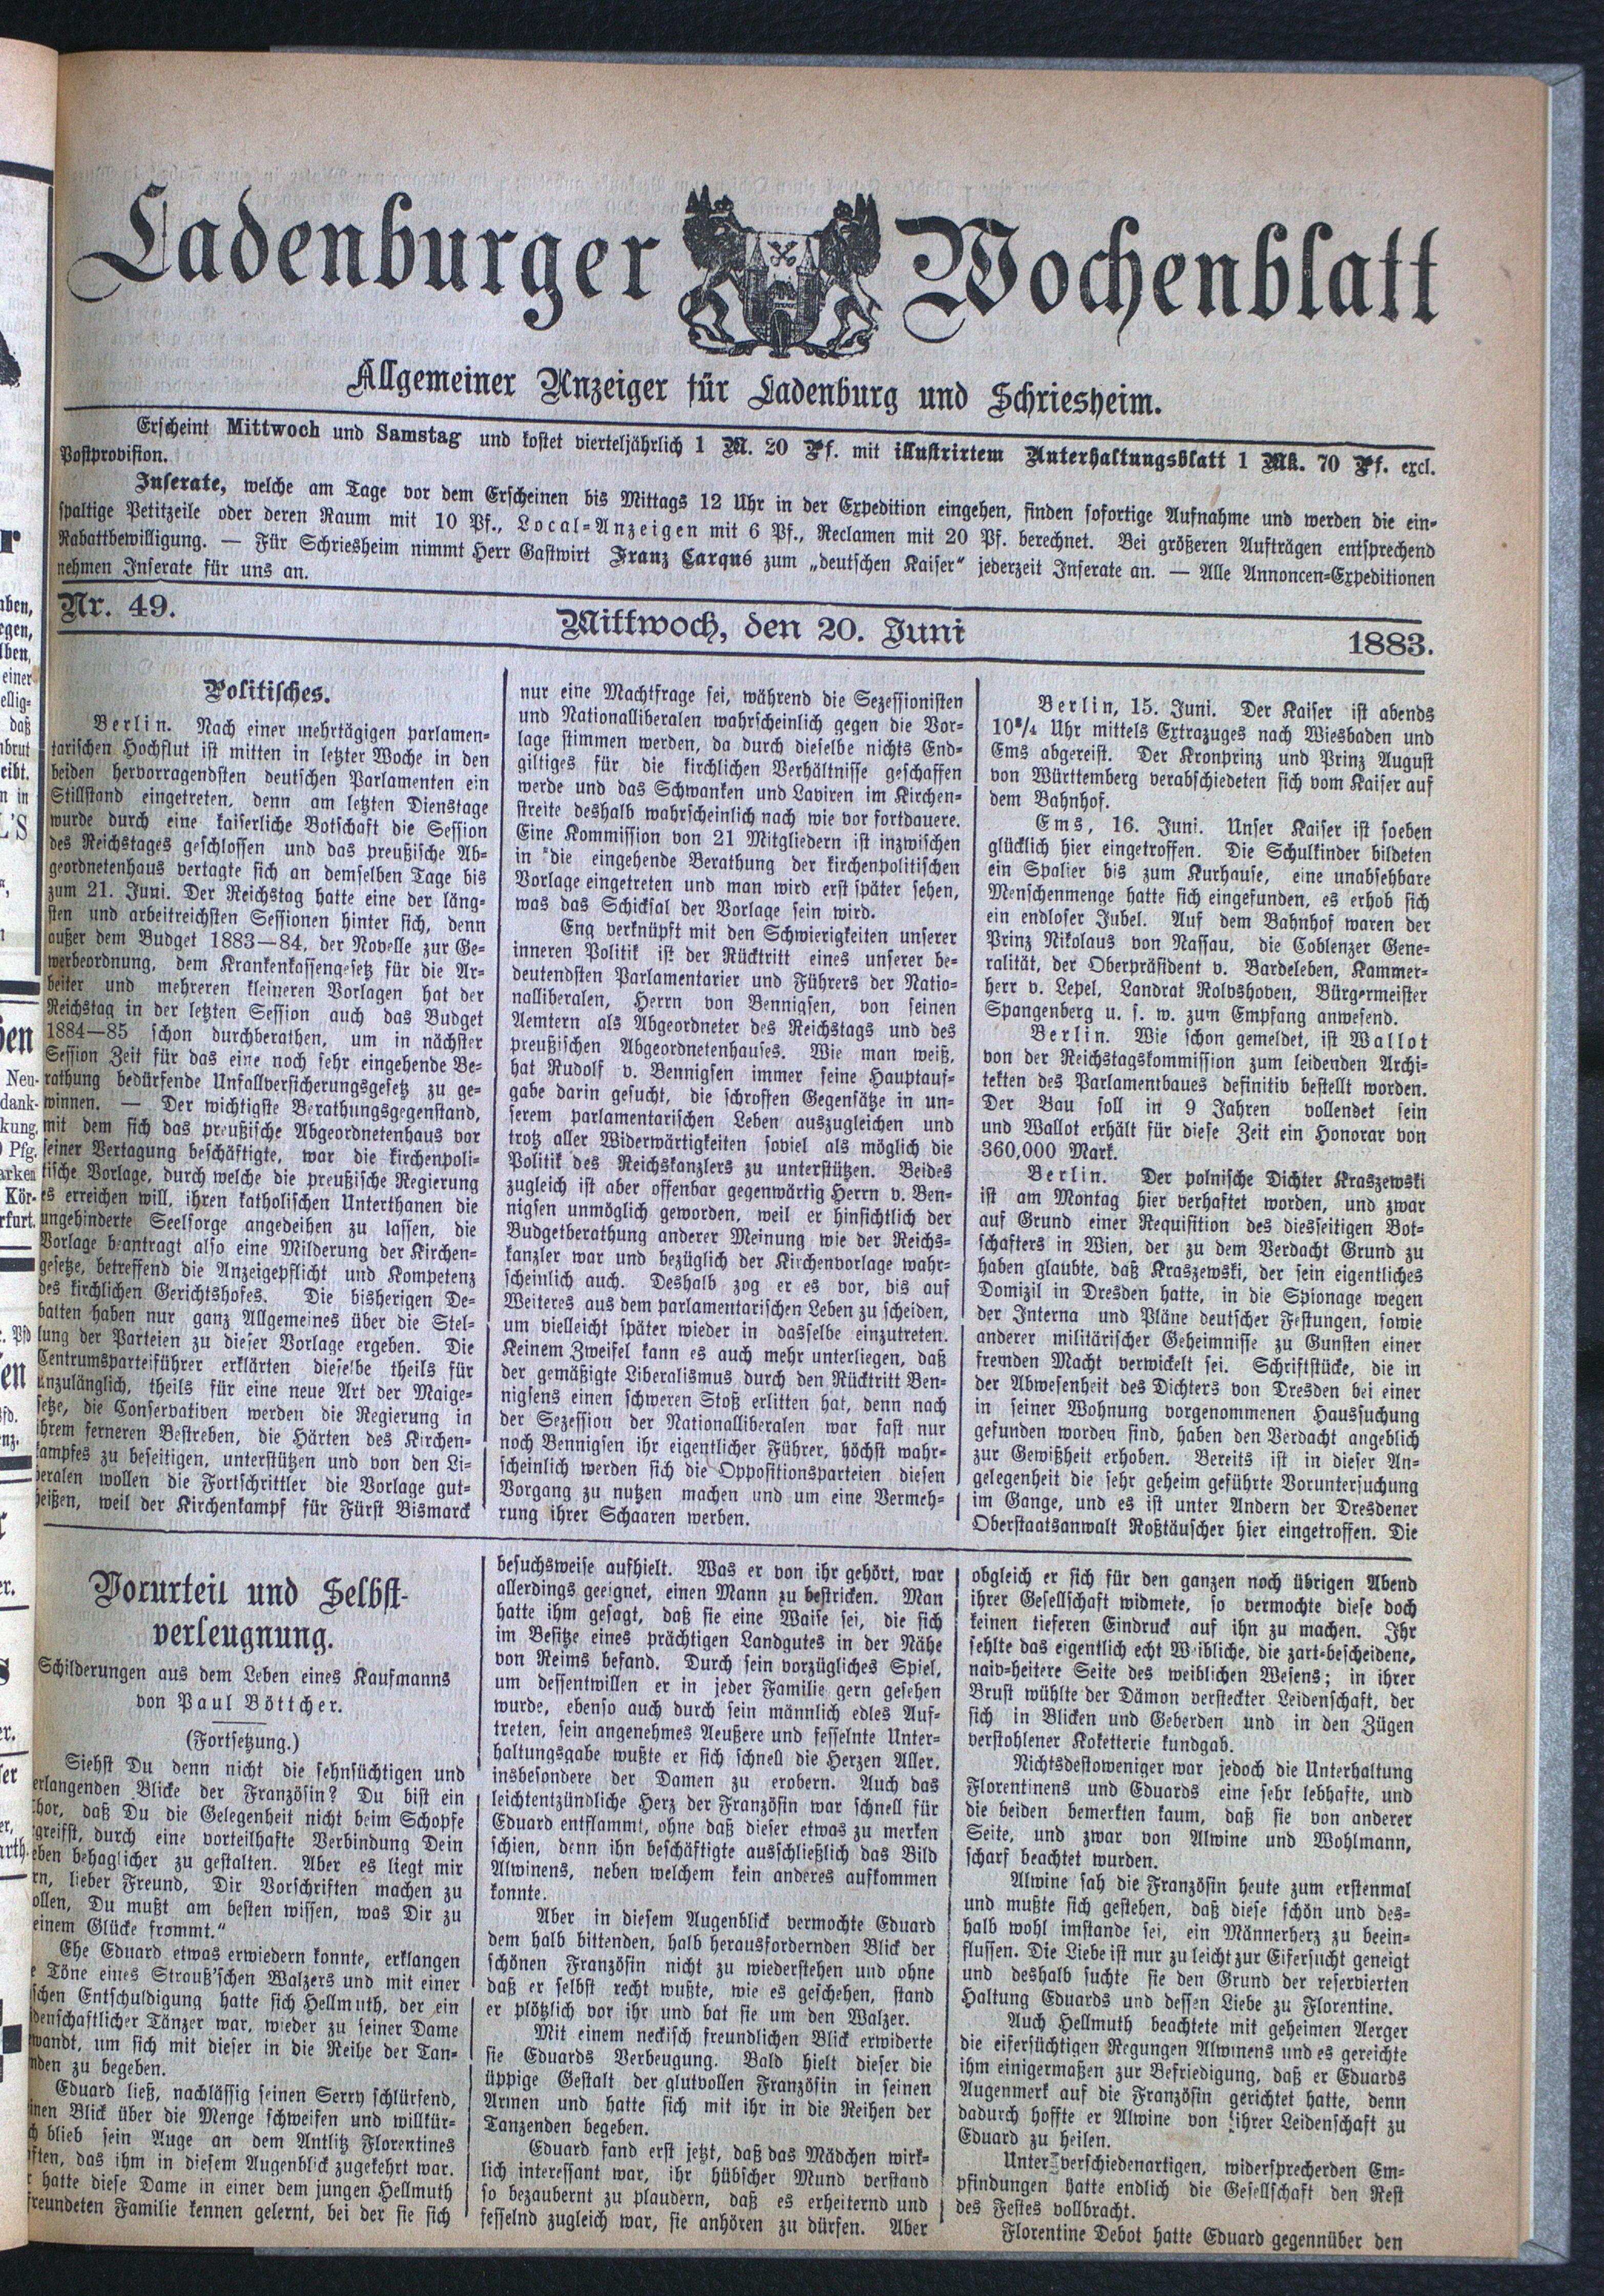 Ladenburger Wochenblatt
Allgemeiner Anzeiger für Ladenburg und Schriesheim.
Erscheint Mittwoch und Samstag und kostet vierteljährlich 1 M. 20 Pf. mit illustrirtem Unterhaltungsblatt 1 Mk. 70 Pf. excl.
Postprovision.
Inserate, welche am Tage vor dem Erscheinen bis Mittags 12 Uhr in der Expedition eingehen, finden sofortige Aufnahme und werden die ein-
spaltige Petitzeile oder deren Raum mit 10 Pf., Local-Anzeigen mit 6 Pf., Reclamen mit 20 Pf. berechnet. Bei größeren Aufträgen entsprechend
Rabattbewilligung. — Für Schriesheim nimmt Herr Gastwirt Franz Carqué zum „deutschen Kaiser“ jederzeit Inserate an. — Alle Annoncen-Expeditionen
nehmen Inserate für uns an.
Nr. 49. Mittwoch, den 20. Juni 1883.
Politisches.
Berlin. Nach einer mehrtägigen parlamen-
tarischen Hochflut ist mitten in letzter Woche in den
beiden hervorragendsten deutschen Parlamenten ein
Stillstand eingetreten, denn am letzten Dienstage
wurde durch eine kaiserliche Botschaft die Session
des Reichstages geschlossen und das preußische Ab-
geordnetenhaus vertagte sich an demselben Tage bis
zum 21. Juni. Der Reichstag hatte eine der läng-
sten und arbeitreichsten Sessionen hinter sich, denn
außer dem Budget 1883—84, der Novelle zur Ge-
werbeordnung, dem Krankenkassengesetz für die Ar-
beiter und mehreren kleineren Vorlagen hat der
Reichstag in der letzten Session auch das Budget
1884—85 schon durchberathen, um in nächster
Session Zeit für das eine noch sehr eingehende Be-
rathung bedürfende Unfallversicherungsgesetz zu ge-
winnen. — Der wichtigste Berathungsgegenstand,
mit dem sich das preußische Abgeordnetenhaus vor
seiner Vertagung beschäftigte, war die kirchenpoli-
tische Vorlage, durch welche die preußische Regierung
es erreichen will, ihren katholischen Unterthanen die
ungehinderte Seelsorge angedeihen zu lassen, die
Vorlage beantragt also eine Milderung der Kirchen-
gesetze, betreffend die Anzeigepflicht und Kompetenz
des kirchlichen Gerichtshofes. Die bisherigen De-
balten haben nur ganz Allgemeines über die Stel-
lung der Parteien zu dieser Vorlage ergeben. Die
Centrumsparteiführer erklärten dieselbe theils für
unzulänglich, theils für eine neue Art der Maige-
setze, die Conservativen werden die Regierung in
ihrem ferneren Bestreben, die Härten des Kirchen-
kampfes zu beseitigen, unterstützen und von den Li-
beralen wollen die Fortschrittler die Vorlage gut-
heißen, weil der Kirchenkampf für Fürst Bismarck
nur eine Machtfrage sei, während die Sezessionisten
und Nationalliberalen wahrscheinlich gegen die Vor-
lage stimmen werden, da durch dieselbe nichts End-
giltiges für die kirchlichen Verhältnisse geschaffen
werde und das Schwanken und Laviren im Kirchen-
streite deshalb wahrscheinlich nach wie vor fortdauere.
Eine Kommission von 21 Mitgliedern ist inzwischen
in die eingehende Berathung der kirchenpolitischen
Vorlage eingetreten und man wird erst später sehen,
was das Schicksal der Vorlage sein wird.
Eng verknüpft mit den Schwierigkeiten unserer
inneren Politik ist der Rücktritt eines unserer be-
deutendsten Parlamentarier und Führers der Natio-
nalliberalen, Herrn von Bennigsen, von seinen
Aemtern als Abgeordneter des Reichstags und des
preußischen Abgeordnetenhauses. Wie man weiß,
hat Rudolf v. Bennigsen immer seine Hauptauf-
gabe darin gesucht, die schroffen Gegensätze in un-
serem parlamentarischen Leben auszugleichen und
trotz aller Widerwärtigkeiten soviel als möglich die
Politik des Reichskanzlers zu unterstützen. Beides
zugleich ist aber offenbar gegenwärtig Herrn v. Ben-
nigsen unmöglich geworden, weil er hinsichtlich der
Budgetberathung anderer Meinung wie der Reichs-
kanzler war und bezüglich der Kirchenvorlage wahr-
scheinlich auch. Deshalb zog er es vor, bis auf
Weiteres aus dem parlamentarischen Leben zu scheiden,
um vielleicht später wieder in dasselbe einzutreten.
Keinem Zweifel kann es auch mehr unterliegen, daß
der gemäßigte Liberalismus durch den Rücktritt Ben-
nigsens einen schweren Stoß erlitten hat, denn nach
der Sezession der Nationalliberalen war fast nur
noch Bennigsen ihr eigentlicher Führer, höchst wahr-
scheinlich werden sich die Oppositionsparteien diesen
Vorgang zu nutzen machen und um eine Vermeh-
rung ihrer Schaaren werben.
Berlin, 15. Juni. Der Kaiser ist abends
10¾ Uhr mittels Extrazuges nach Wiesbaden und
Ems abgereist. Der Kronprinz und Prinz August
von Württemberg verabschiedeten sich vom Kaiser auf
dem Bahnhof.
Ems, 16. Juni. Unser Kaiser ist soeben
glücklich hier eingetroffen. Die Schulkinder bildeten
ein Spalier bis zum Kurhause, eine unabsehbare
Menschenmenge hatte sich eingefunden, es erhob sich
ein endloser Jubel. Auf dem Bahnhof waren der
Prinz Nikolaus von Nassau, die Coblenzer Gene-
ralität, der Oberpräsident v. Bardeleben, Kammer-
herr v. Lepel, Landrat Rolvshoven, Bürgermeister
Spangenberg u. s. w. zum Empfang anwesend.
Berlin. Wie schon gemeldet, ist Wallot
von der Reichstagskommission zum leidenden Archi-
tekten des Parlamentbaues definitiv bestellt worden.
Der Bau soll in 9 Jahren vollendet sein
und Wallot erhält für diese Zeit ein Honorar von
360,000 Mark.
Berlin. Der polnische Dichter Kraszewski
ist am Montag hier verhaftet worden, und zwar
auf Grund einer Requisition des diesseitigen Bot-
schafters in Wien, der zu dem Verdacht Grund zu
haben glaubte, daß Kraszewski, der sein eigentliches
Domizil in Dresden hatte, in die Spionage wegen
der Interna und Pläne deutscher Festungen, sowie
anderer militärischer Geheimnisse zu Gunsten einer
fremden Macht verwickelt sei. Schriftstücke, die in
der Abwesenheit des Dichters von Dresden bei einer
in seiner Wohnung vorgenommenen Haussuchung
gefunden worden sind, haben den Verdacht angeblich
zur Gewißheit erhoben. Bereits ist in dieser An-
gelegenheit die sehr geheim geführte Voruntersuchung
im Gange, und es ist unter Andern der Dresdener
Oberstaatsanwalt Roßtäuscher hier eingetroffen. Die
Vorurteil und Selbst-
verleugnung.
Schilderungen aus dem Leben eines Kaufmanns
von Paul Böttcher.
(Fortsetzung.)
Siehst Du denn nicht die sehnsüchtigen und
erlangenden Blicke der Französin? Du bist ein
hor, daß Du die Gelegenheit nicht beim Schopfe
greifst, durch eine vorteilhafte Verbindung Dein
eben behaglicher zu gestalten. Aber es liegt mir
rn, lieber Freund, Dir Vorschriften machen zu
ollen, Du mußt am besten wissen, was Dir zu
einem Glücke frommt.“
Ehe Eduard etwas erwiedern konnte, erklangen
e Töne eines Strauß'schen Walzers und mit einer
schen Entschuldigung hatte sich Hellmuth, der ein
idenschaftlicher Tänzer war, wieder zu seiner Dame
wandt, um sich mit dieser in die Reihe der Tan-
nden zu begeben.
Eduard ließ, nachlässig seinen Serry schlürfend,
inen Blick über die Menge schweifen und willkür-
ch blieb sein Auge an dem Antlitz Florentines
ften, das ihm in diesem Augenblick zugekehrt war.
r hatte diese Dame in einer dem jungen Hellmuth
freundeten Familie kennen gelernt, bei der sie sich
besuchsweise aufhielt. Was er von ihr gehört, war
allerdings geeignet, einen Mann zu bestricken. Man
hatte ihm gesagt, daß sie eine Waise sei, die sich
im Besitze eines prächtigen Landgutes in der Nähe
von Reims befand. Durch sein vorzügliches Spiel,
um dessentwillen er in jeder Familie gern gesehen
wurde, ebenso auch durch sein männlich edles Auf-
treten, sein angenehmes Aeußere und fesselnte Unter-
haltungsgabe wußte er sich schnell die Herzen Aller,
insbesondere der Damen zu erobern. Auch das
leichtentzündliche Herz der Französin war schnell für
Eduard entflammt, ohne daß dieser etwas zu merken
schien, denn ihn beschäftigte ausschließlich das Bild
Alwinens, neben welchem kein anderes aufkommen
konnte.
Aber in diesem Augenblick vermochte Eduard
dem halb bittenden, halb herausfordernden Blick der
schönen Französin nicht zu wiederstehen und ohne
daß er selbst recht wußte, wie es geschehen, stand
er plötzlich vor ihr und bat sie um den Walzer.
Mit einem neckisch freundlichen Blick erwiderte
sie Eduards Verbeugung. Bald hielt dieser die
üppige Gestalt der glutvollen Französin in seinen
Armen und hatte sich mit ihr in die Reihen der
Tanzenden begeben.
Eduard fand erst jetzt, daß das Mädchen wirk-
lich interessant war, ihr hübscher Mund verstand
so bezaubernt zu plaudern, daß es erheiternd und
fesselnd zugleich war, sie anhören zu dürfen. Aber
obgleich er sich für den ganzen noch übrigen Abend
ihrer Gesellschaft widmete, so vermochte diese doch
keinen tieferen Eindruck auf ihn zu machen. Ihr
fehlte das eigentlich echt Weibliche, die zart-bescheidene,
naiv-heitere Seite des weiblichen Wesens; in ihrer
Brust wühlte der Dämon versteckter Leidenschaft, der
sich in Blicken und Geberden und in den Zügen
verstohlener Koketterie kundgab.
Nichtsdestoweniger war jedoch die Unterhaltung
Florentinens und Eduards eine sehr lebhafte, und
die beiden bemerkten kaum, daß sie von anderer
Seite, und zwar von Alwine und Wohlmann,
scharf beachtet wurden.
Alwine sah die Französin heute zum erstenmal
und mußte sich gestehen, daß diese schön und des-
halb wohl imstande sei, ein Männerherz zu beein-
flussen. Die Liebe ist nur zu leicht zur Eifersucht geneigt
und deshalb suchte sie den Grund der reservierten
Haltung Eduards und dessen Liebe zu Florentine.
Auch Hellmuth beachtete mit geheimen Aerger
die eifersüchtigen Regungen Alwinens und es gereichte
ihm einigermaßen zur Befriedigung, daß er Eduards
Augenmerk auf die Französin gerichtet hatte, denn
dadurch hoffte er Alwine von ihrer Leidenschaft zu
Eduard zu heilen.
Unter verschiedenartigen, widersprecherden Em-
pfindungen hatte endlich die Gesellschaft den Rest
des Festes vollbracht.
Florentine Debot hatte Eduard gegennüber den